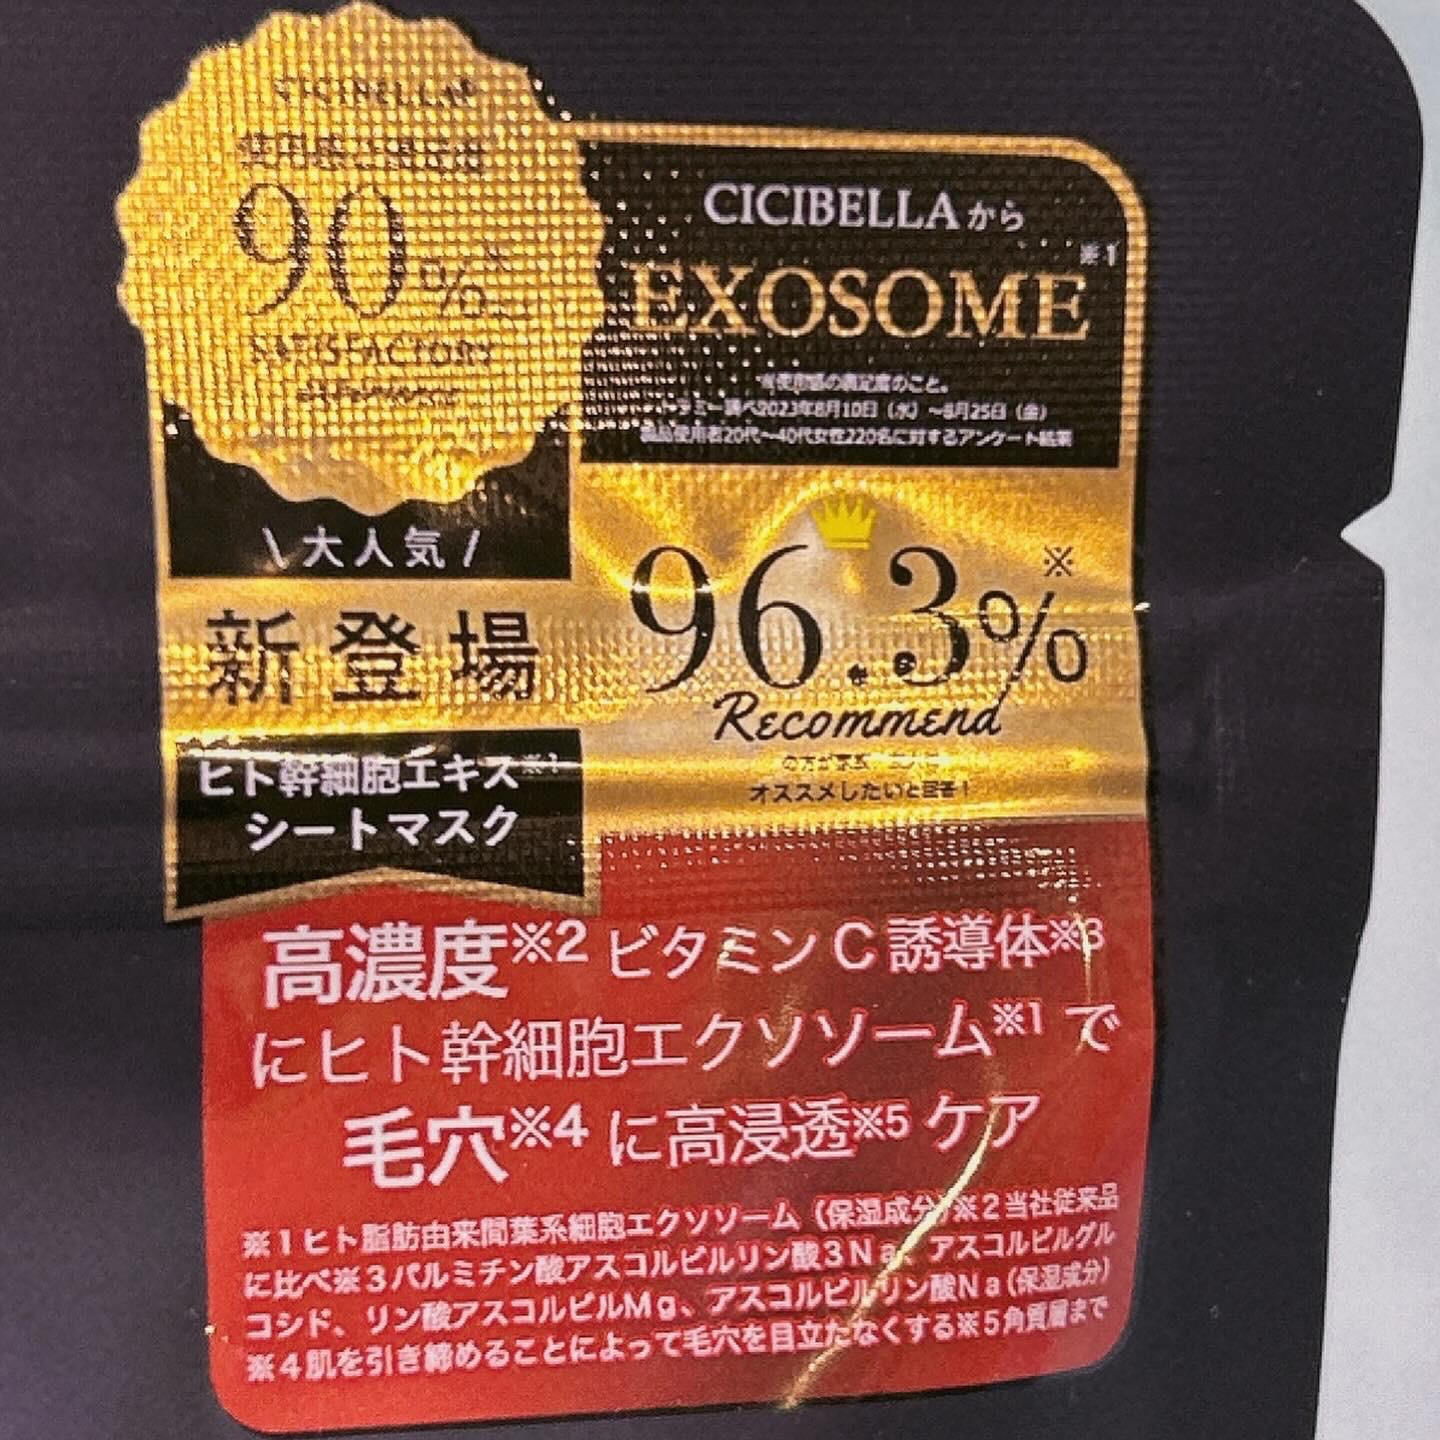 CICIBELLA
90%
SATISFACTORY
\ 大人気 /
新登場
ヒト幹細胞エキス※1
シートマスク
CICIBELLAから
EXOSOME※1
※使用感の満足度のこと。
調べ2023年8月10日（水）～8月25日（金）
商品使用者20代～40代女性220名に対するアンケート結果
96.3%※
Recommend
の方が家族
オススメしたいと回答！
高濃度※2 ビタミンC誘導体※3
にヒト幹細胞エクソソーム※1 で
毛穴※4 に高浸透※5 ケア
※1ヒト脂肪由来間葉系細胞エクソソーム（保湿成分）※2当社従来品
に比べ※3パルミチン酸アスコルビルリン酸3Na、アスコルビルグル
コシド、リン酸アスコルビルMg、アスコルビルリン酸Na(保湿成分)
※4肌を引き締めることによって毛穴を目立たなくする※5角質層まで